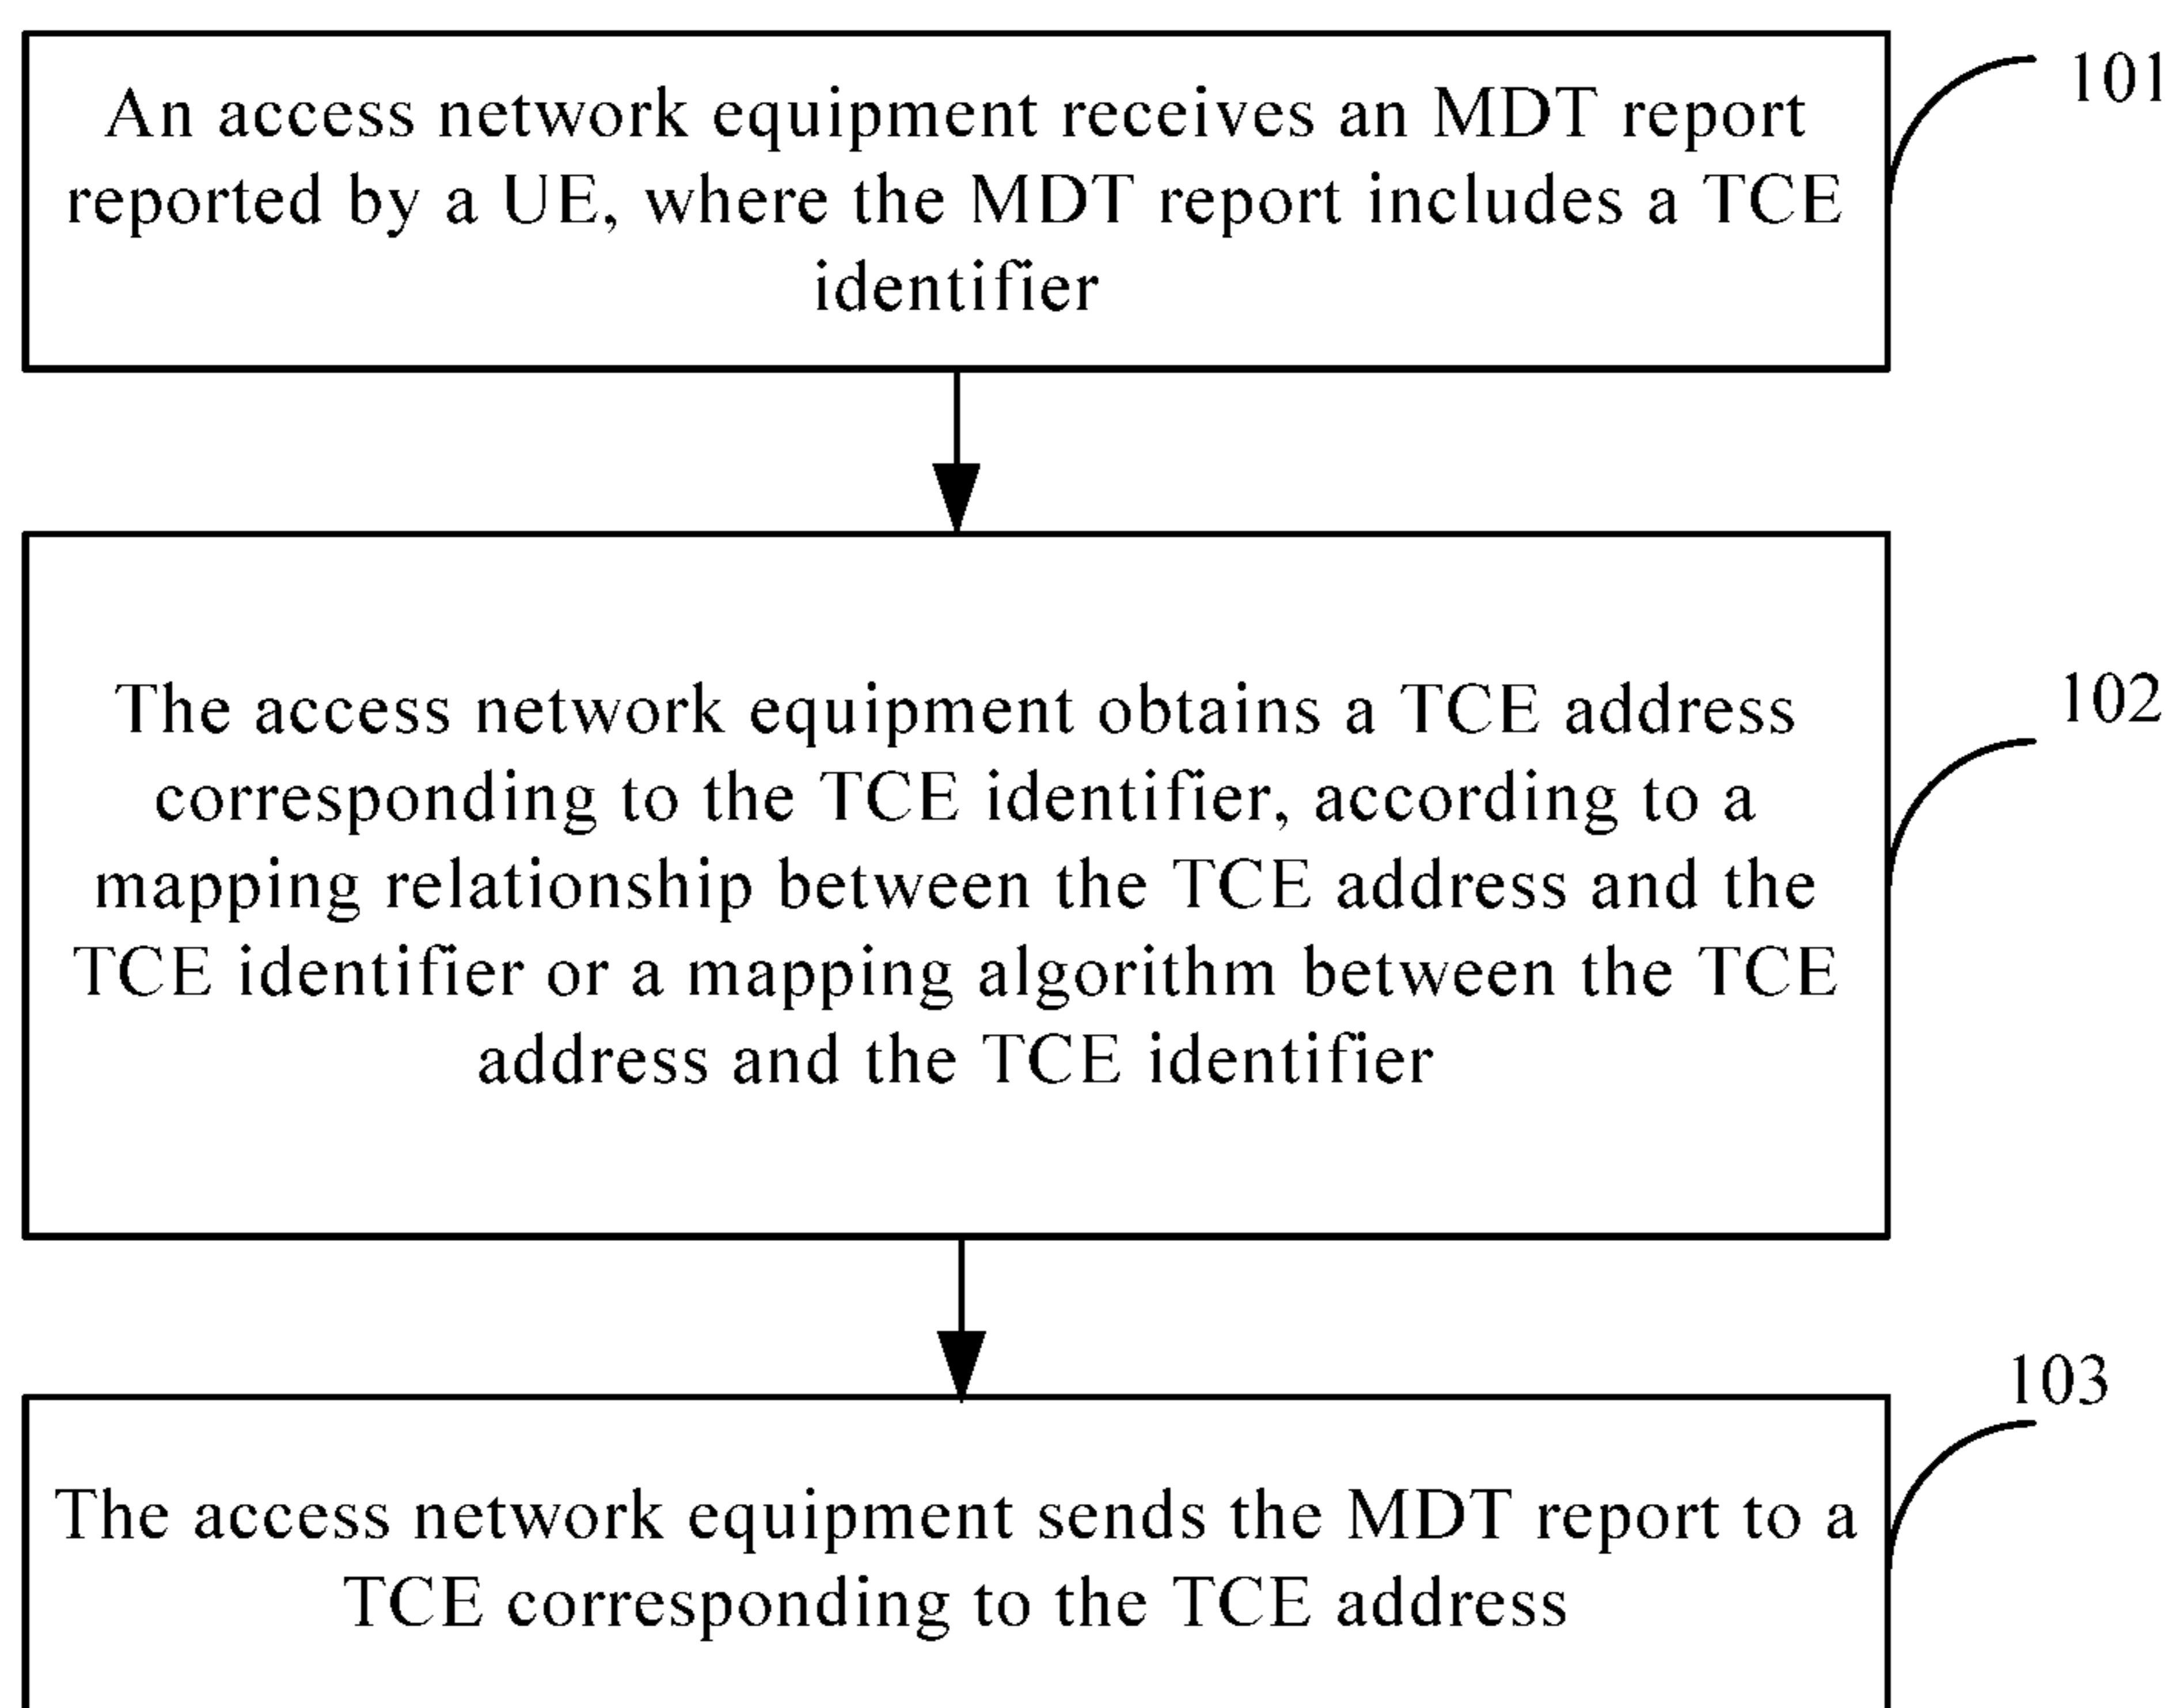 An access network equipment receives an MDT report
reported by a UE, where the MDT report includes a TCE
identifier
101
The access network equipment obtains a TCE address
corresponding to the TCE identifier, according to a
mapping relationship between the TCE address and the
TCE identifier or a mapping algorithm between the TCE
address and the TCE identifier
102
The access network equipment sends the MDT report to a
TCE corresponding to the TCE address
103